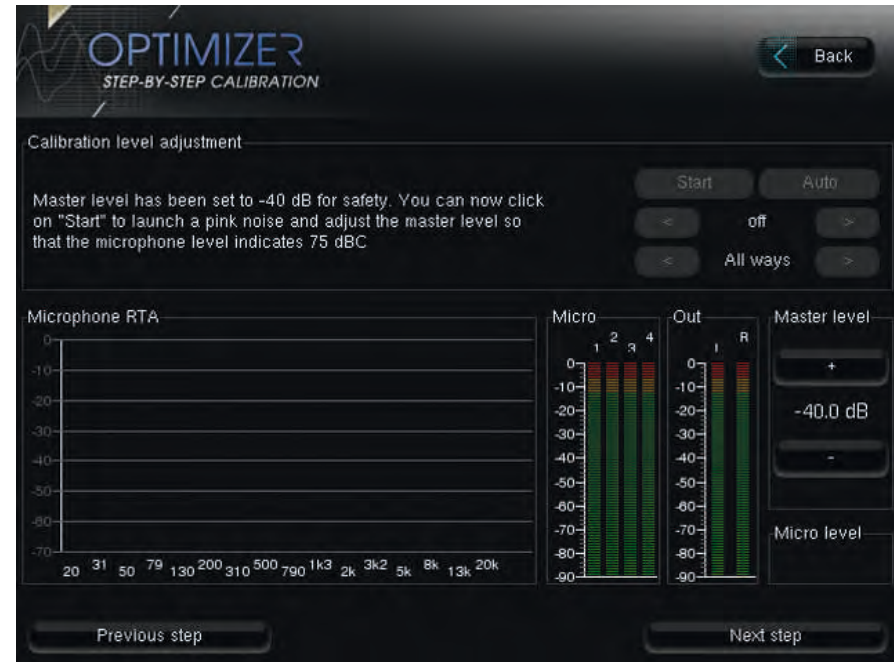 OPTIMIZER
STEP-BY-STEP CALIBRATION
Back
Calibration level adjustment
Master level has been set to -40 dB for safety. You can now click
on "Start" to launch a pink noise and adjust the master level so
that the microphone level indicates 75 dBC
Start
Auto
<
off
>
<
All ways
>
Microphone RTA
0
-10
-20
-30
-40
-50
-60
-70
20 31 50 79 130 200 310 500 790 1k3 2k 3k2 5k 8k 13k 20k
Micro
1 2 3 4
0
-10
-20
-30
-40
-50
-60
-70
-80
-90
Out
L R
0
-10
-20
-30
-40
-50
-60
-70
-80
-90
Master level
+
-40.0 dB
-
Micro level
Previous step
Next step